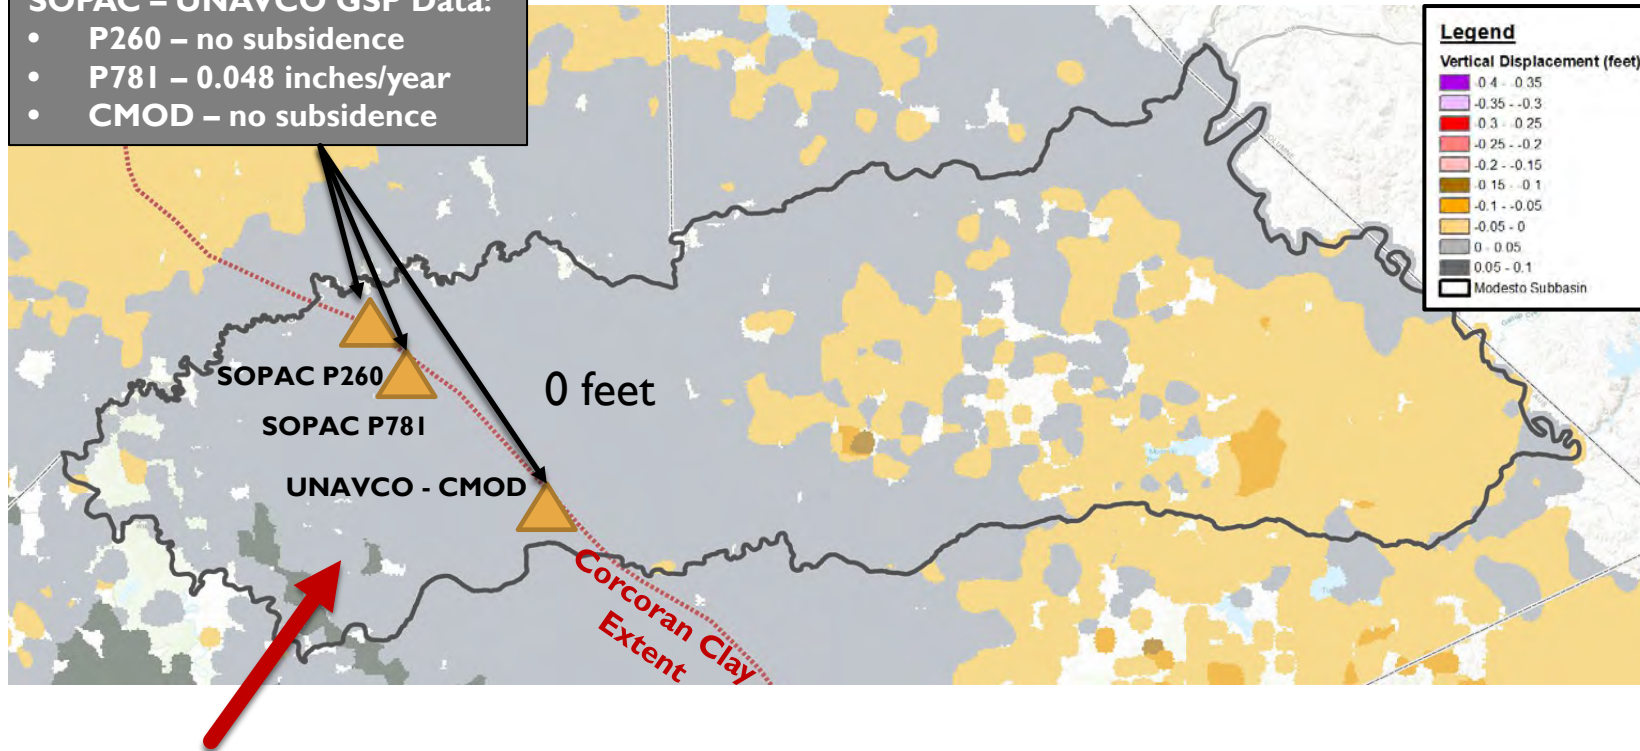 SOPAC – UNAVCO GSP Data:
• P260 – no subsidence
• P781 – 0.048 inches/year
• CMOD – no subsidence
Legend
Vertical Displacement (feet)
-0.4 - -0.35
-0.35 - -0.3
-0.3 - -0.25
-0.25 - -0.2
-0.2 - -0.15
-0.15 - -0.1
-0.1 - -0.05
-0.05 - 0
0 - 0.05
0.05 - 0.1
Modesto Subbasin
SOPAC P260
0 feet
SOPAC P781
UNAVCO - CMOD
Corcoran Clay
Extent